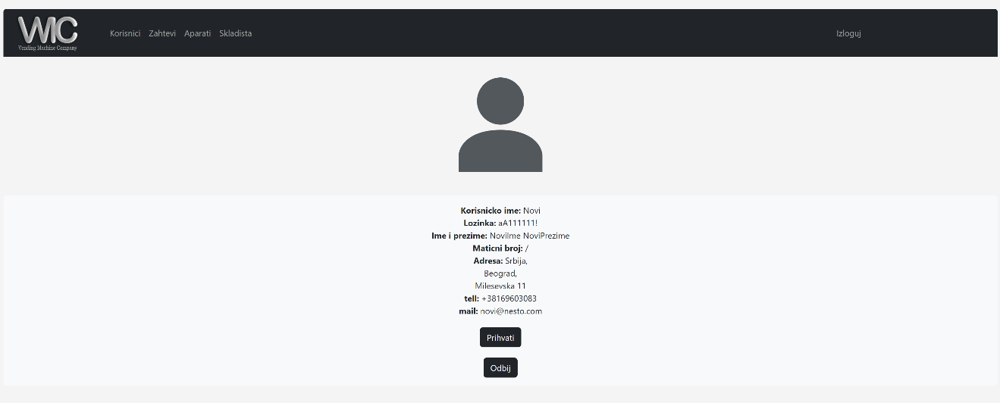 WIC
Vending Machine Company
Korisnici Zahtevi Aparati Skladista Izloguj
Korisnicko ime: Novi
Lozinka: aA111111!
Ime i prezime: NoviIme NoviPrezime
Maticni broj: /
Adresa: Srbija,
Beograd,
Milesevska 11
tell: +38169603083
mail: novi@nesto.com
Prihvati
Odbij